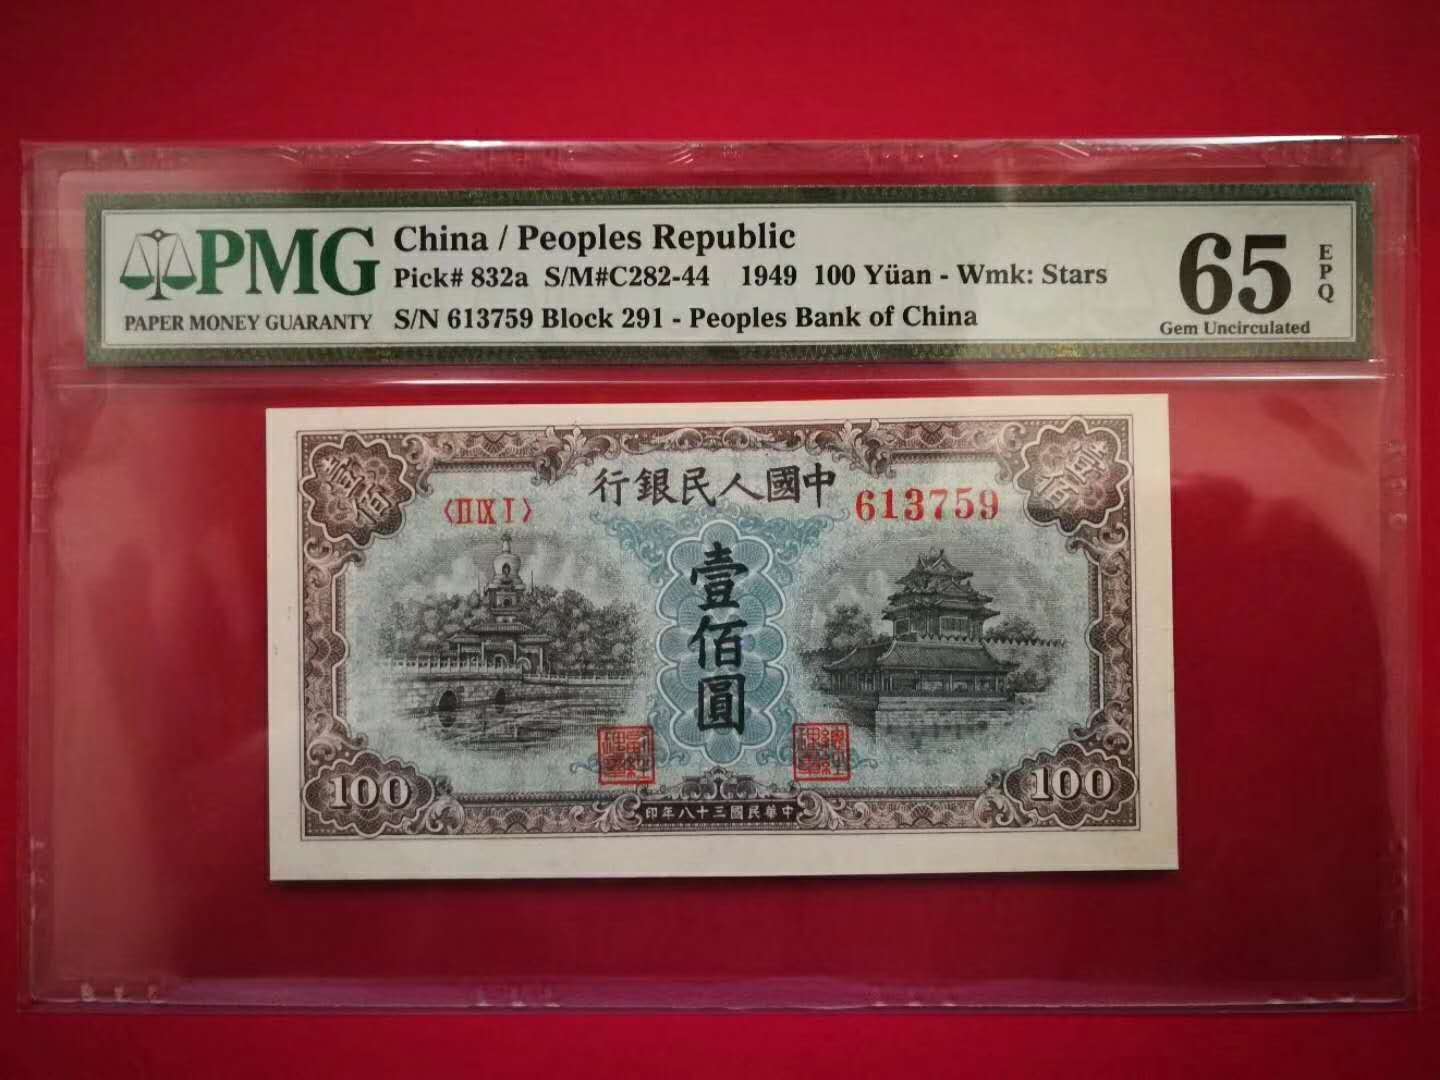 PMG
PAPER MONEY GUARANTY
China / Peoples Republic
Pick# 832a S/M#C282-44 1949 100 Yüan - Wmk: Stars
S/N 613759 Block 291 - Peoples Bank of China
65
EPQ
Gem Uncirculated
壹佰
行銀民人國中
壹佰
〈II IX I〉
613759
壹佰圓
100
印年八十三國民華中
100